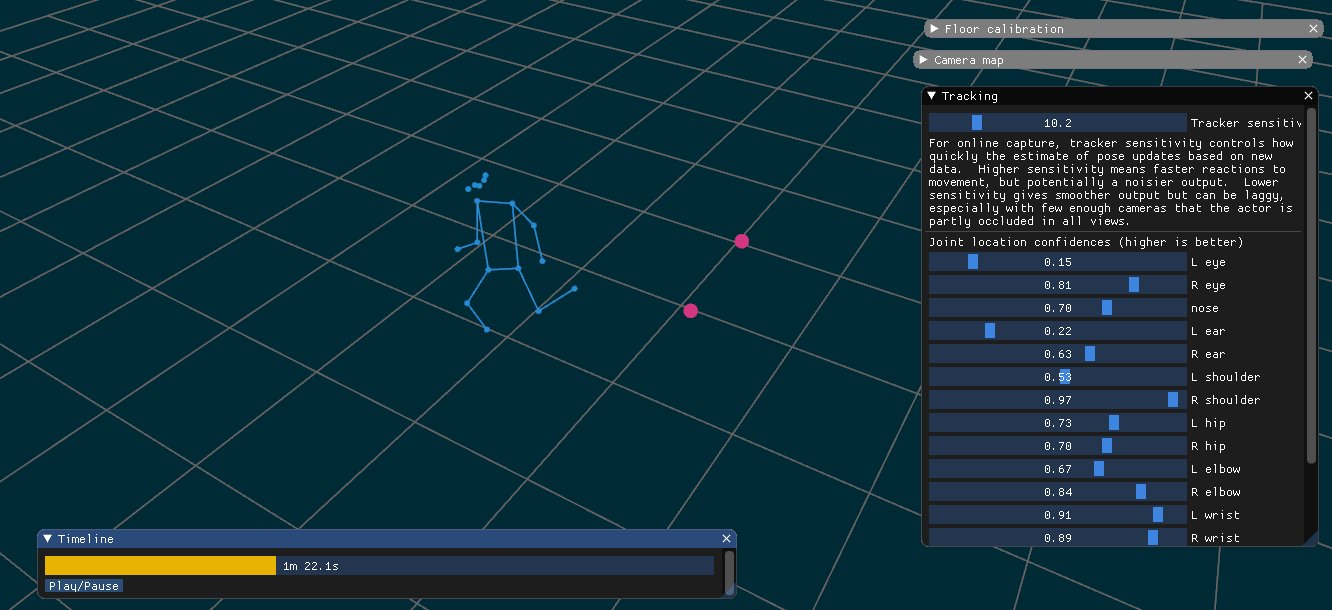 Floor calibration
Camera map
Tracking
10.2 Tracker sensitiv
For online capture, tracker sensitivity controls how
quickly the estimate of pose updates based on new
data.  Higher sensitivity means faster reactions to
movement, but potentially a noisier output.  Lower
sensitivity gives smoother output but can be laggy,
especially with few enough cameras that the actor is
partly occluded in all views.
Joint location confidences (higher is better)
0.15 L eye
0.81 R eye
0.70 nose
0.22 L ear
0.63 R ear
0.53 L shoulder
0.97 R shoulder
0.73 L hip
0.70 R hip
0.67 L elbow
0.84 R elbow
0.91 L wrist
0.89 R wrist
Timeline
1m 22.1s
Play/Pause